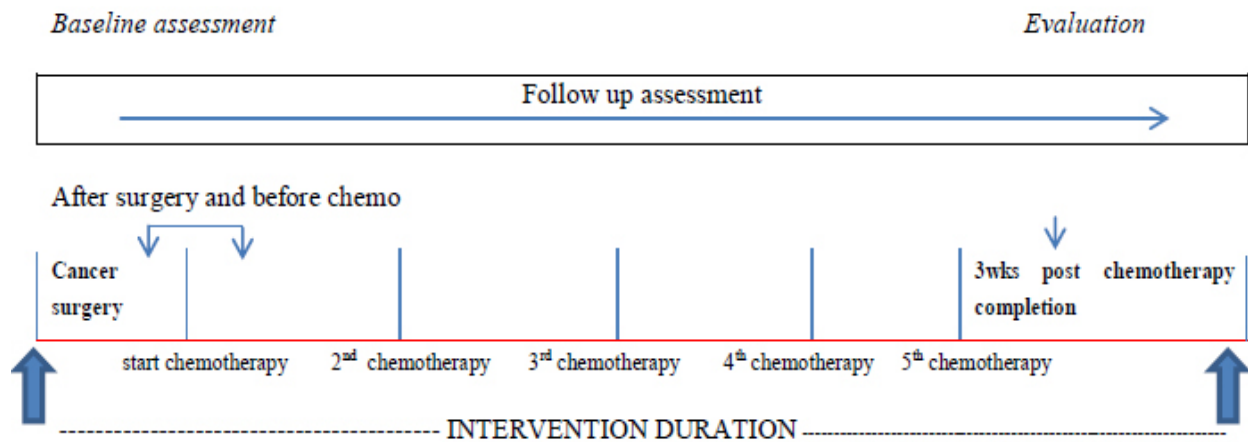 Baseline assessment Evaluation
Follow up assessment
After surgery and before chemo
Cancer surgery
3wks post chemotherapy completion
start chemotherapy 2nd chemotherapy 3rd chemotherapy 4th chemotherapy 5th chemotherapy
INTERVENTION DURATION